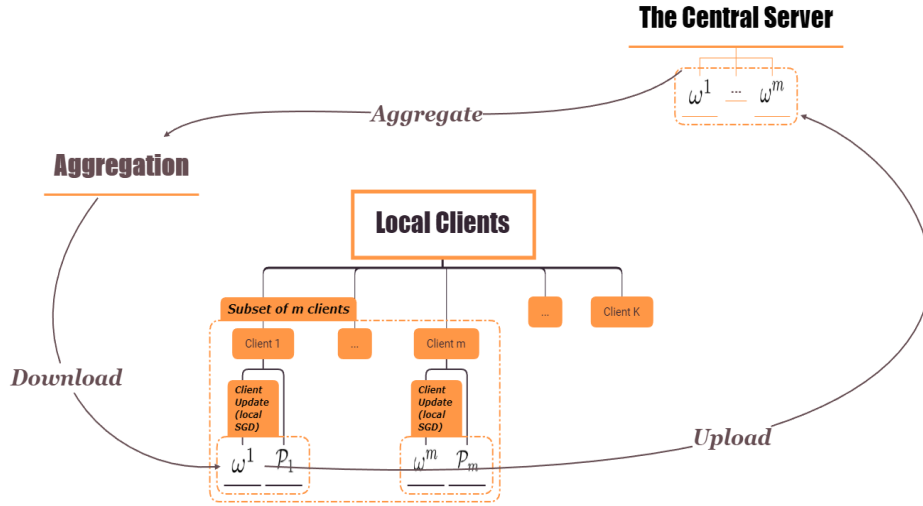 The Central Server
ω¹ ... ωᵐ
Aggregate
Aggregation
Local Clients
Subset of m clients
...
Client K
Client 1
...
Client m
Download
Client
Update
(local
SGD)
Client
Update
(local
SGD)
Upload
ω¹ 𝒫₁
ωᵐ 𝒫ₘ